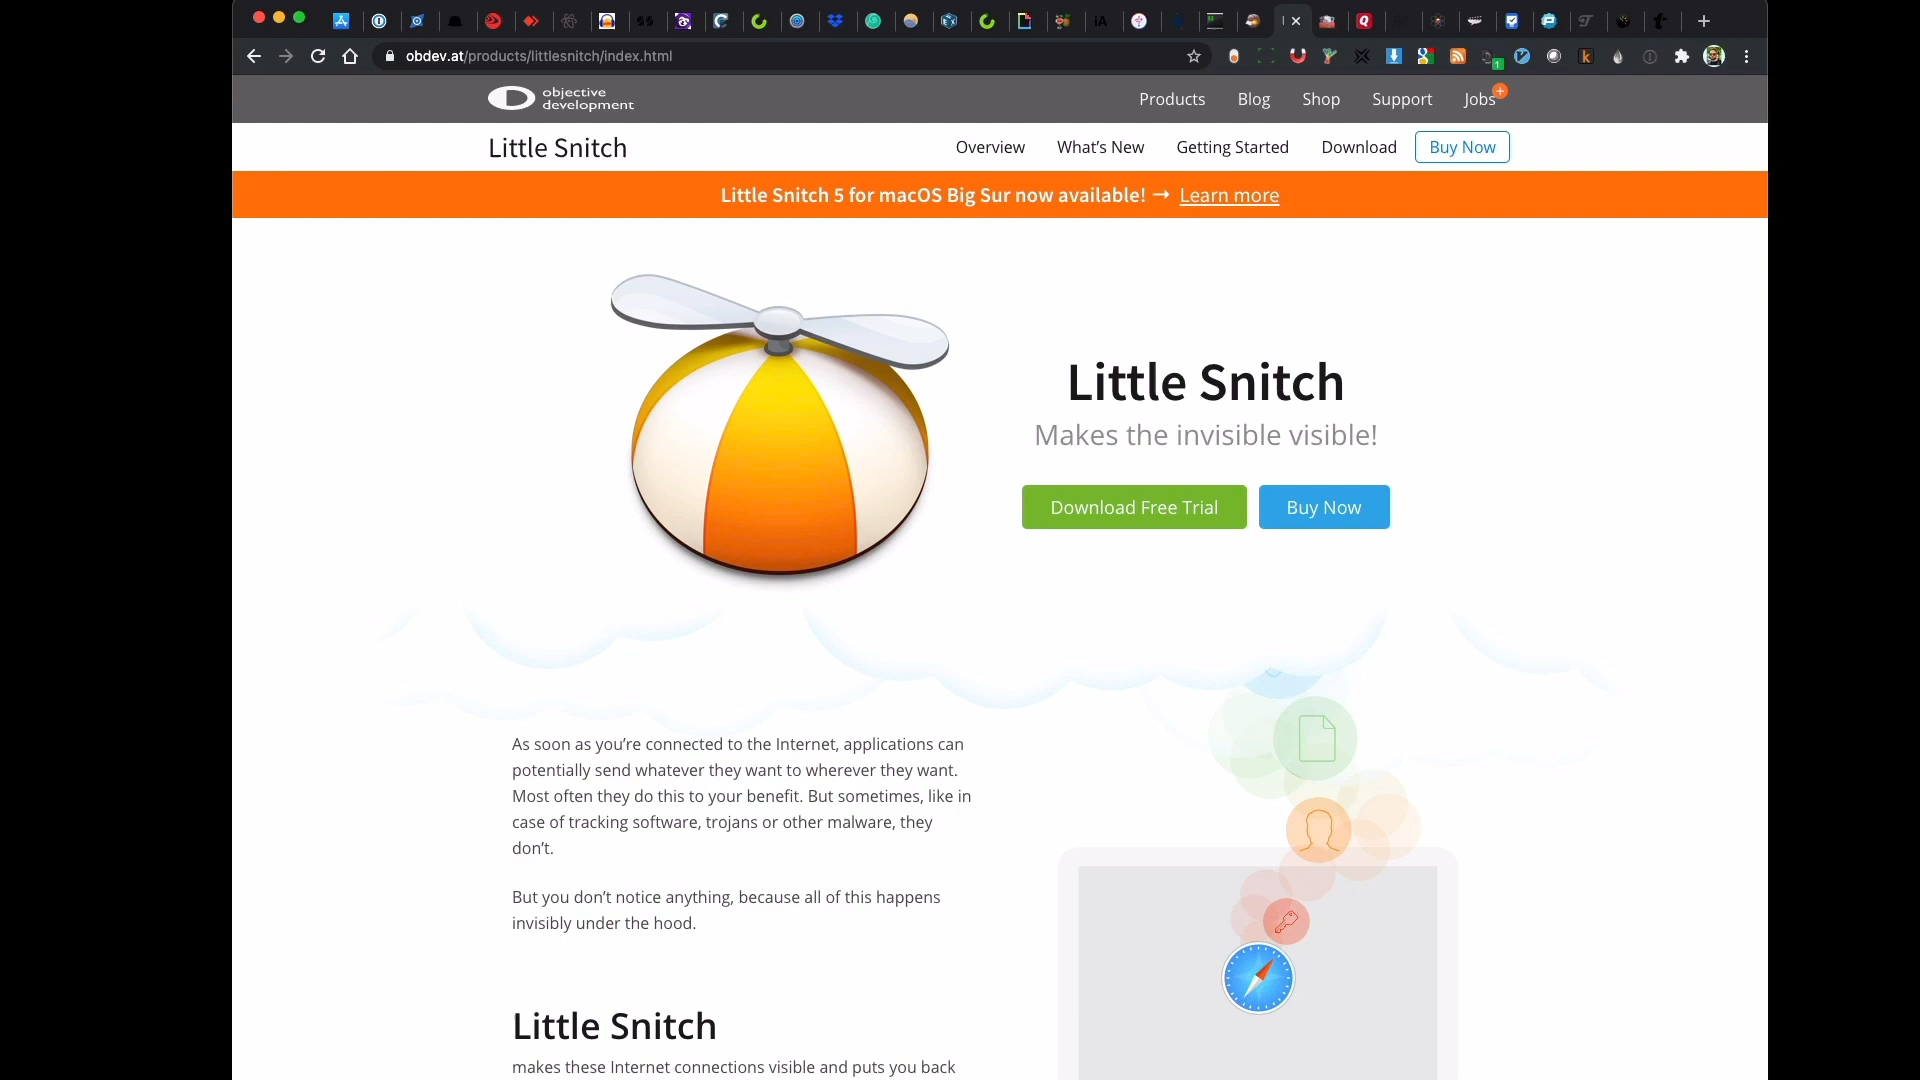 obdev.at/products/littlesnitch/index.html
objective
development
Products Blog Shop Support Jobs
Little Snitch
Overview What's New Getting Started Download Buy Now
Little Snitch 5 for macOS Big Sur now available! → Learn more
Little Snitch
Makes the invisible visible!
Download Free Trial Buy Now
As soon as you're connected to the Internet, applications can
potentially send whatever they want to wherever they want.
Most often they do this to your benefit. But sometimes, like in
case of tracking software, trojans or other malware, they
don't.
But you don't notice anything, because all of this happens
invisibly under the hood.
Little Snitch
makes these Internet connections visible and puts you back